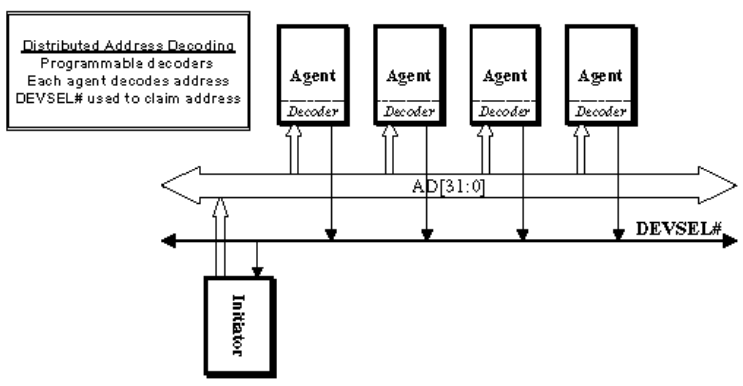 Distributed Address Decoding
Programmable decoders
Each agent decodes address
DEVSEL# used to claim address
Agent Agent Agent Agent
Decoder Decoder Decoder Decoder
AD[31:0]
DEVSEL#
Initiator